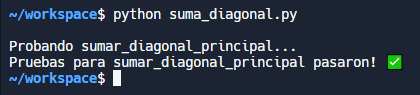 ~/workspace$ python suma_diagonal.py
Probando sumar_diagonal_principal...
Pruebas para sumar_diagonal_principal pasaron! ✅
~/workspace$